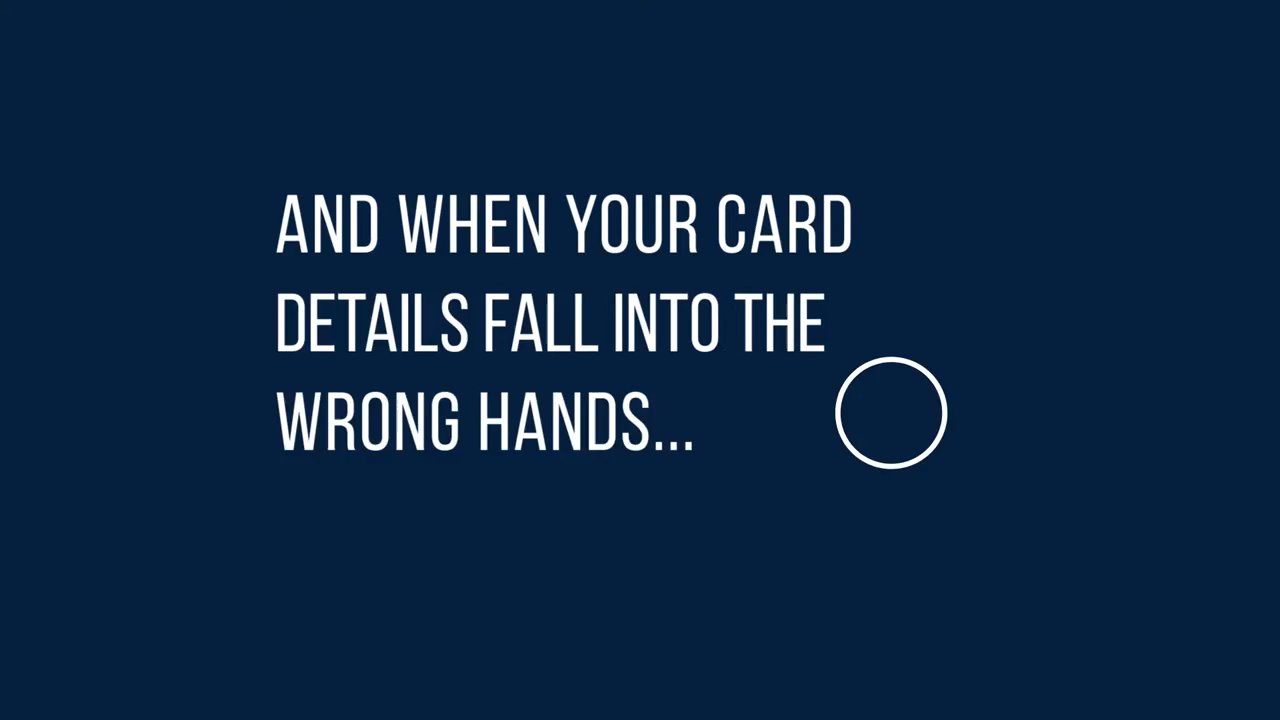 AND WHEN YOUR CARD
DETAILS FALL INTO THE
WRONG HANDS...